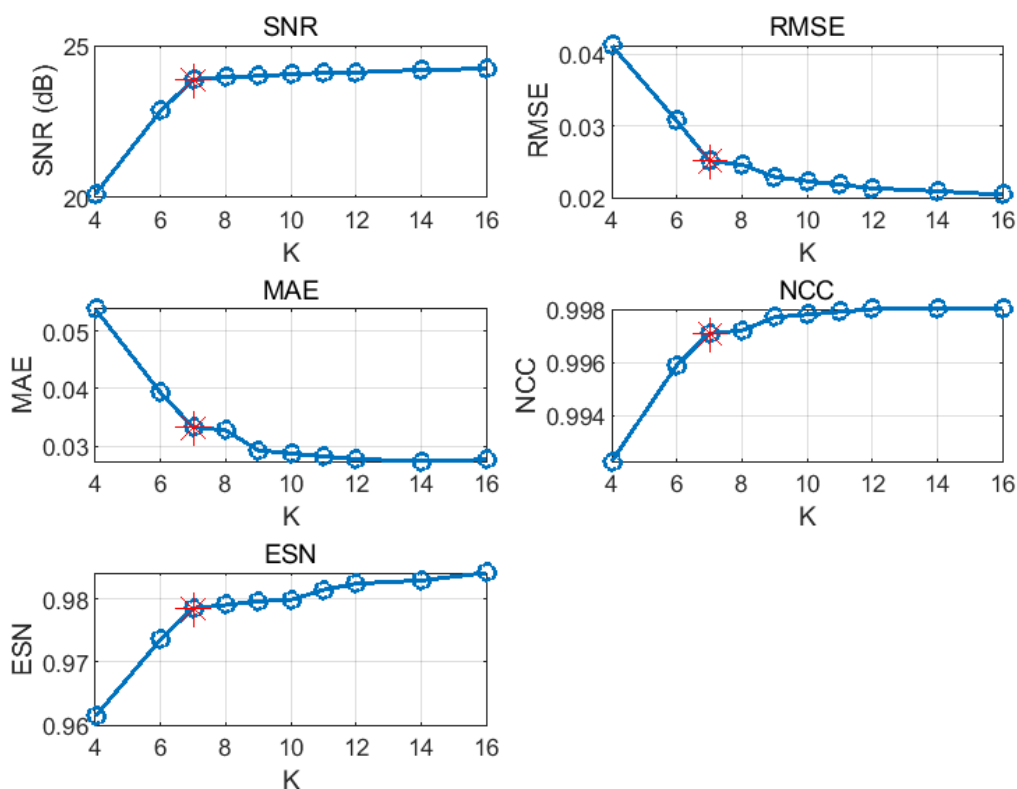 SNR
25
20
SNR (dB)
4 6 8 10 12 14 16
K
RMSE
0.04
0.03
0.02
RMSE
4 6 8 10 12 14 16
K
MAE
0.05
0.04
0.03
MAE
4 6 8 10 12 14 16
K
NCC
0.998
0.996
0.994
NCC
4 6 8 10 12 14 16
K
ESN
0.98
0.97
0.96
ESN
4 6 8 10 12 14 16
K